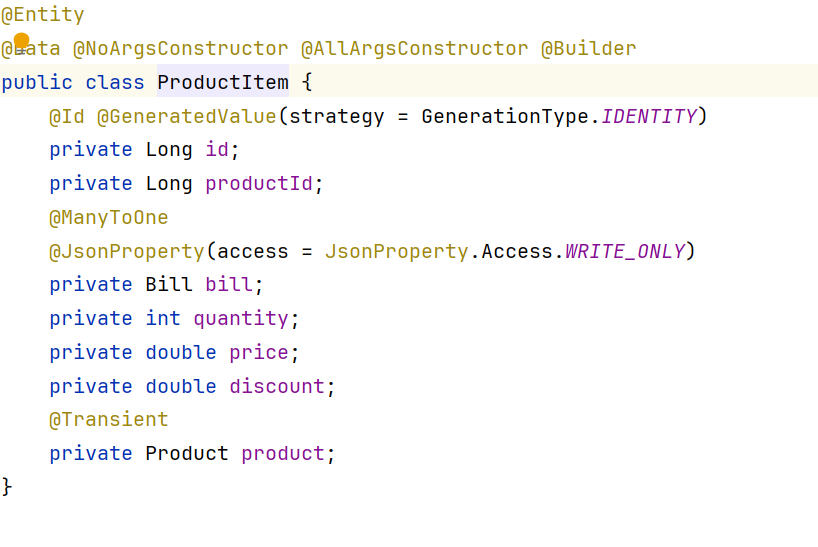 @Entity
@Data @NoArgsConstructor @AllArgsConstructor @Builder
public class ProductItem {
    @Id @GeneratedValue(strategy = GenerationType.IDENTITY)
    private Long id;
    private Long productId;
    @ManyToOne
    @JsonProperty(access = JsonProperty.Access.WRITE_ONLY)
    private Bill bill;
    private int quantity;
    private double price;
    private double discount;
    @Transient
    private Product product;
}